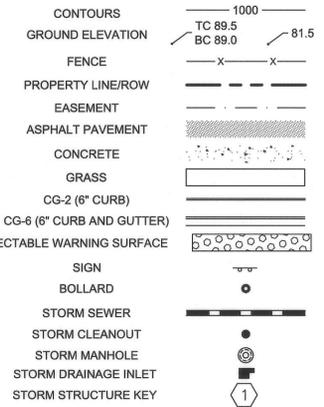 CONTOURS 1000
GROUND ELEVATION TC 89.5 BC 89.0 81.5
FENCE X X
PROPERTY LINE/ROW
EASEMENT
ASPHALT PAVEMENT
CONCRETE
GRASS
CG-2 (6" CURB)
CG-6 (6" CURB AND GUTTER)
ECTABLE WARNING SURFACE
SIGN
BOLLARD
STORM SEWER
STORM CLEANOUT
STORM MANHOLE
STORM DRAINAGE INLET
STORM STRUCTURE KEY 1